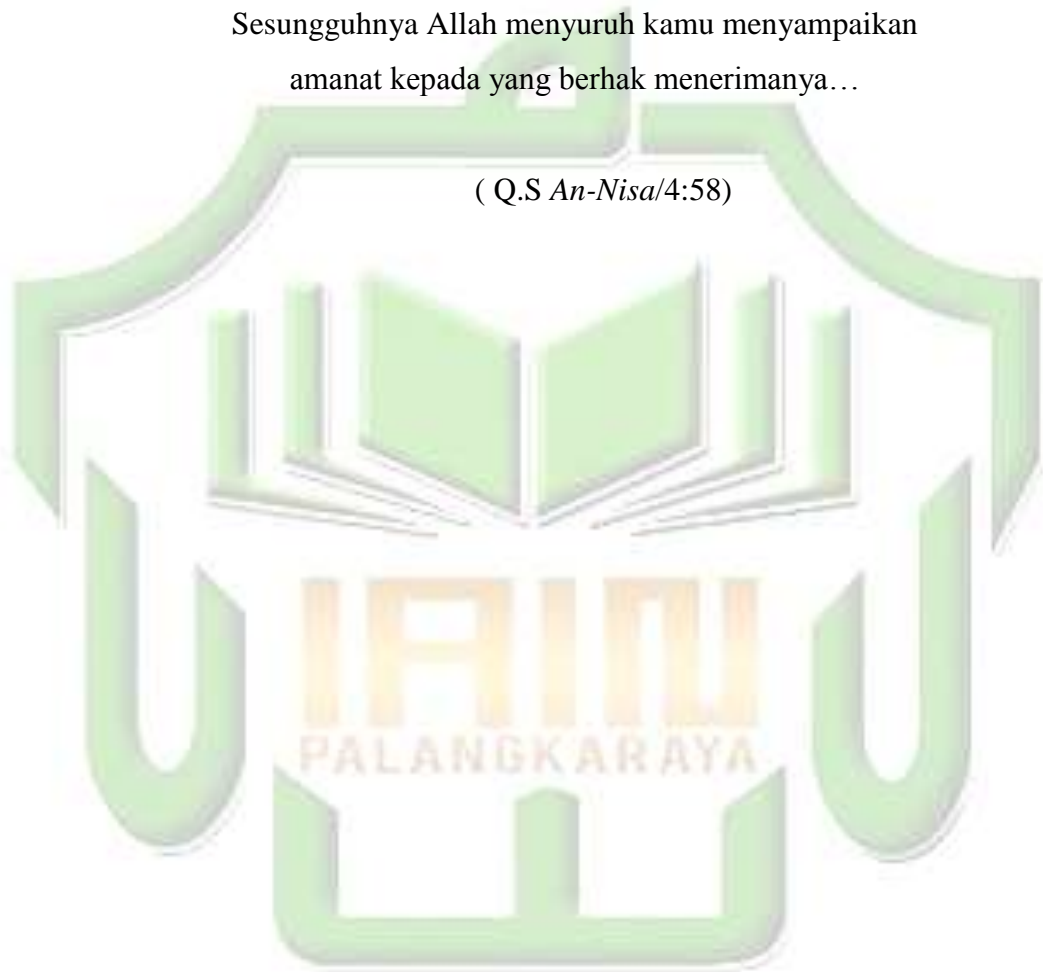 Sesungguhnya Allah menyuruh kamu menyampaikan
amanat kepada yang berhak menerimanya…
( Q.S An-Nisa/4:58)
IAIN
PALANGKARAYA